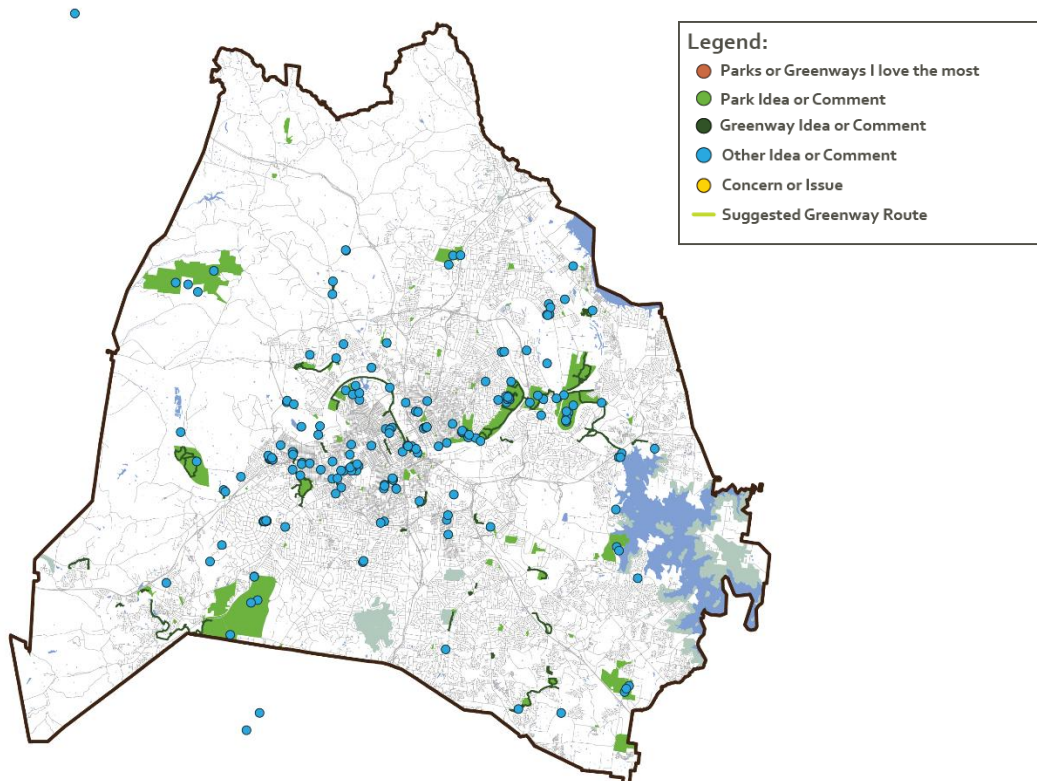 Legend:
Parks or Greenways I love the most
Park Idea or Comment
Greenway Idea or Comment
Other Idea or Comment
Concern or Issue
Suggested Greenway Route